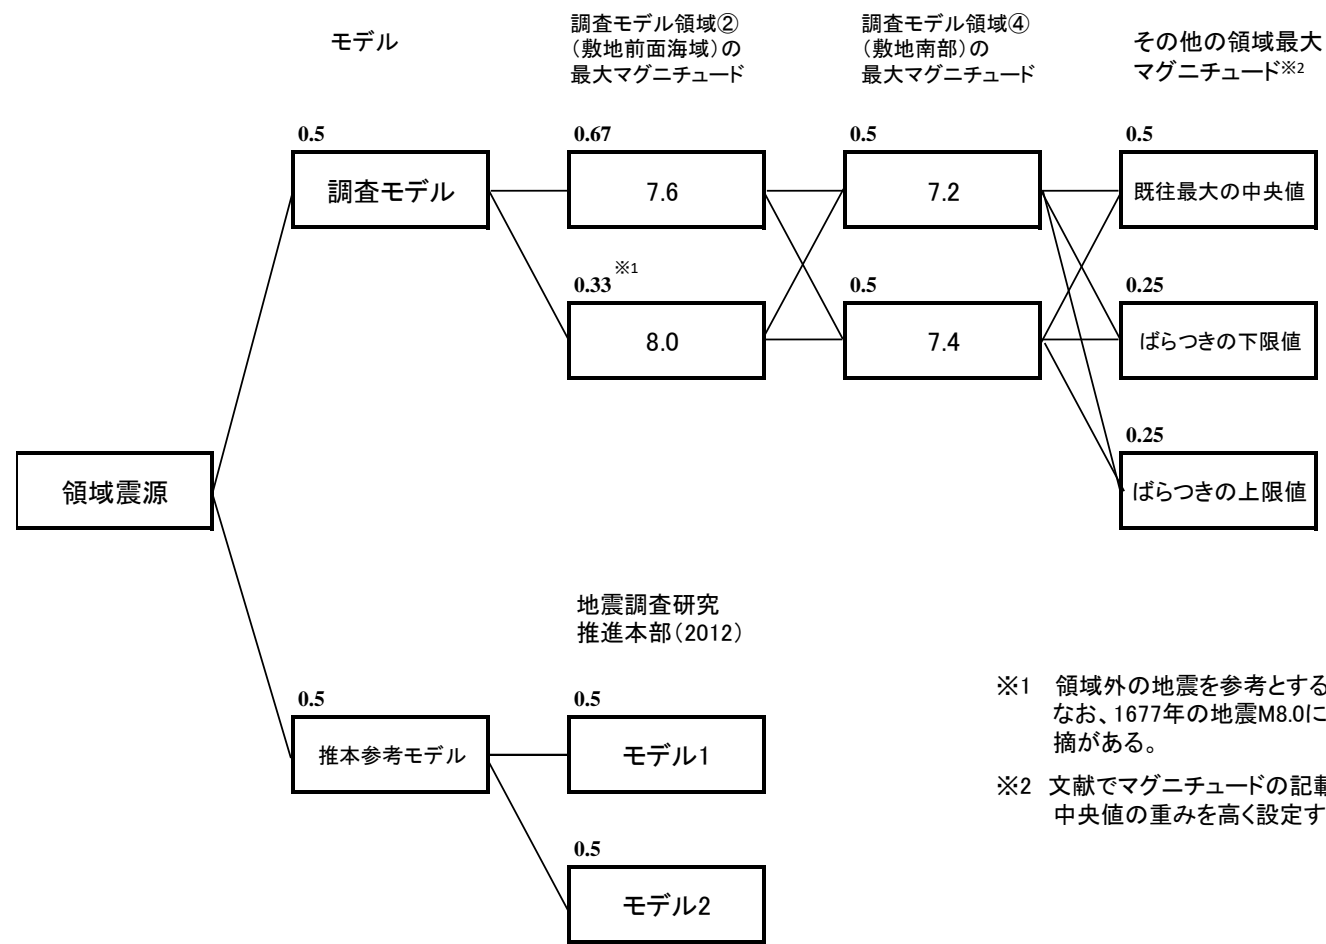 モデル
調査モデル領域②
（敷地前面海域）の
最大マグニチュード
調査モデル領域④
（敷地南部）の
最大マグニチュード
その他の領域最大
マグニチュード※2
0.5
調査モデル
0.67
7.6
0.5
7.2
0.5
既往最大の中央値
0.33※1
8.0
0.5
7.4
0.25
ばらつきの下限値
0.25
ばらつきの上限値
領域震源
地震調査研究
推進本部（2012）
0.5
推本参考モデル
0.5
モデル1
0.5
モデル2
※1 領域外の地震を参考とする
なお、1677年の地震M8.0に
摘がある。
※2 文献でマグニチュードの記
中央値の重みを高く設定す